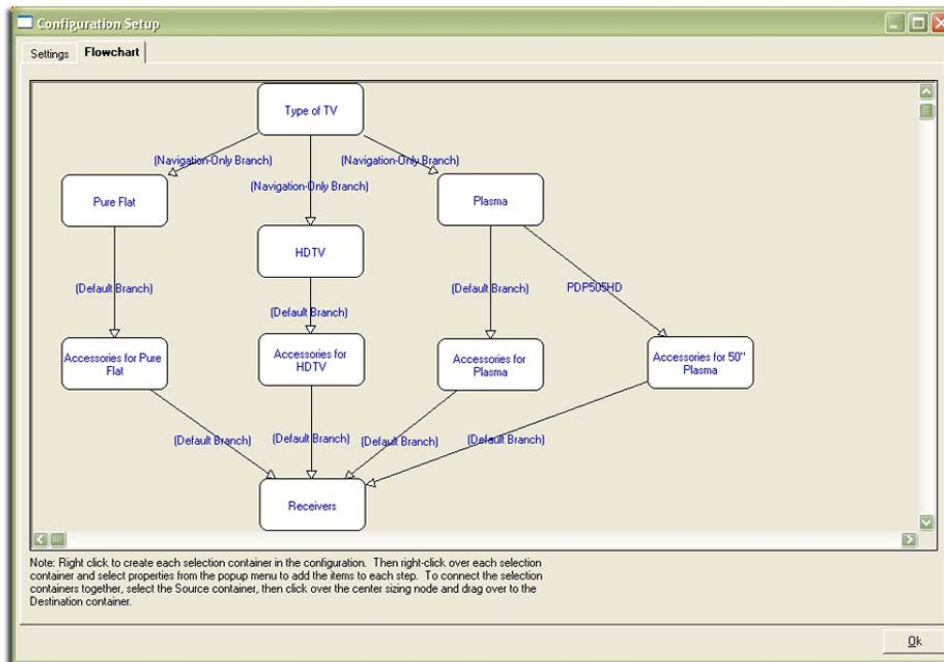 Configuration Setup
Settings
Flowchart
Type of TV
(Navigation-Only Branch)
(Navigation-Only Branch)
(Navigation-Only Branch)
Pure Flat
Plasma
HDTV
(Default Branch)
(Default Branch)
PDP505HD
(Default Branch)
Accessories for Pure
Flat
Accessories for
HDTV
Accessories for
Plasma
Accessories for 50"
Plasma
(Default Branch)
(Default Branch)
(Default Branch)
(Default Branch)
Receivers
Note: Right click to create each selection container in the configuration. Then right-click over each selection
container and select properties from the popup menu to add the items to each step. To connect the selection
containers together, select the Source container, then click over the center sizing node and drag over to the
Destination container.
Ok